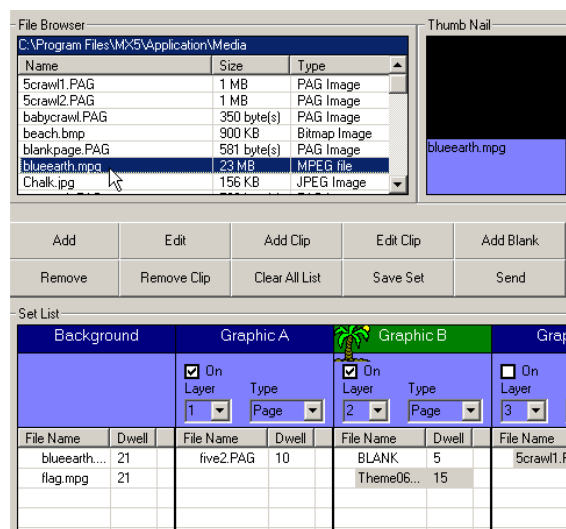 File Browser
Thumb Nail
C:\Program Files\MX5\Application\Media
Name Size Type
5crawl1.PAG 1 MB PAG Image
5crawl2.PAG 1 MB PAG Image
babycrawl.PAG 350 byte(s) PAG Image
beach.bmp 900 KB Bitmap Image
blankpage.PAG 581 byte(s) PAG Image
blueearth.mpg 23 MB MPEG file
Chalk.jpg 156 KB JPEG Image
blueearth.mpg
Add Edit Add Clip Edit Clip Add Blank
Remove Remove Clip Clear All List Save Set Send
Set List
Background Graphic A Graphic B Grap
On On On
Layer Type Layer Type Layer
1 Page 2 Page 3
File Name Dwell File Name Dwell File Name Dwell File Name
blueearth.... 21 five2.PAG 10 BLANK 5 5crawl1.F
flag.mpg 21 Theme06... 15